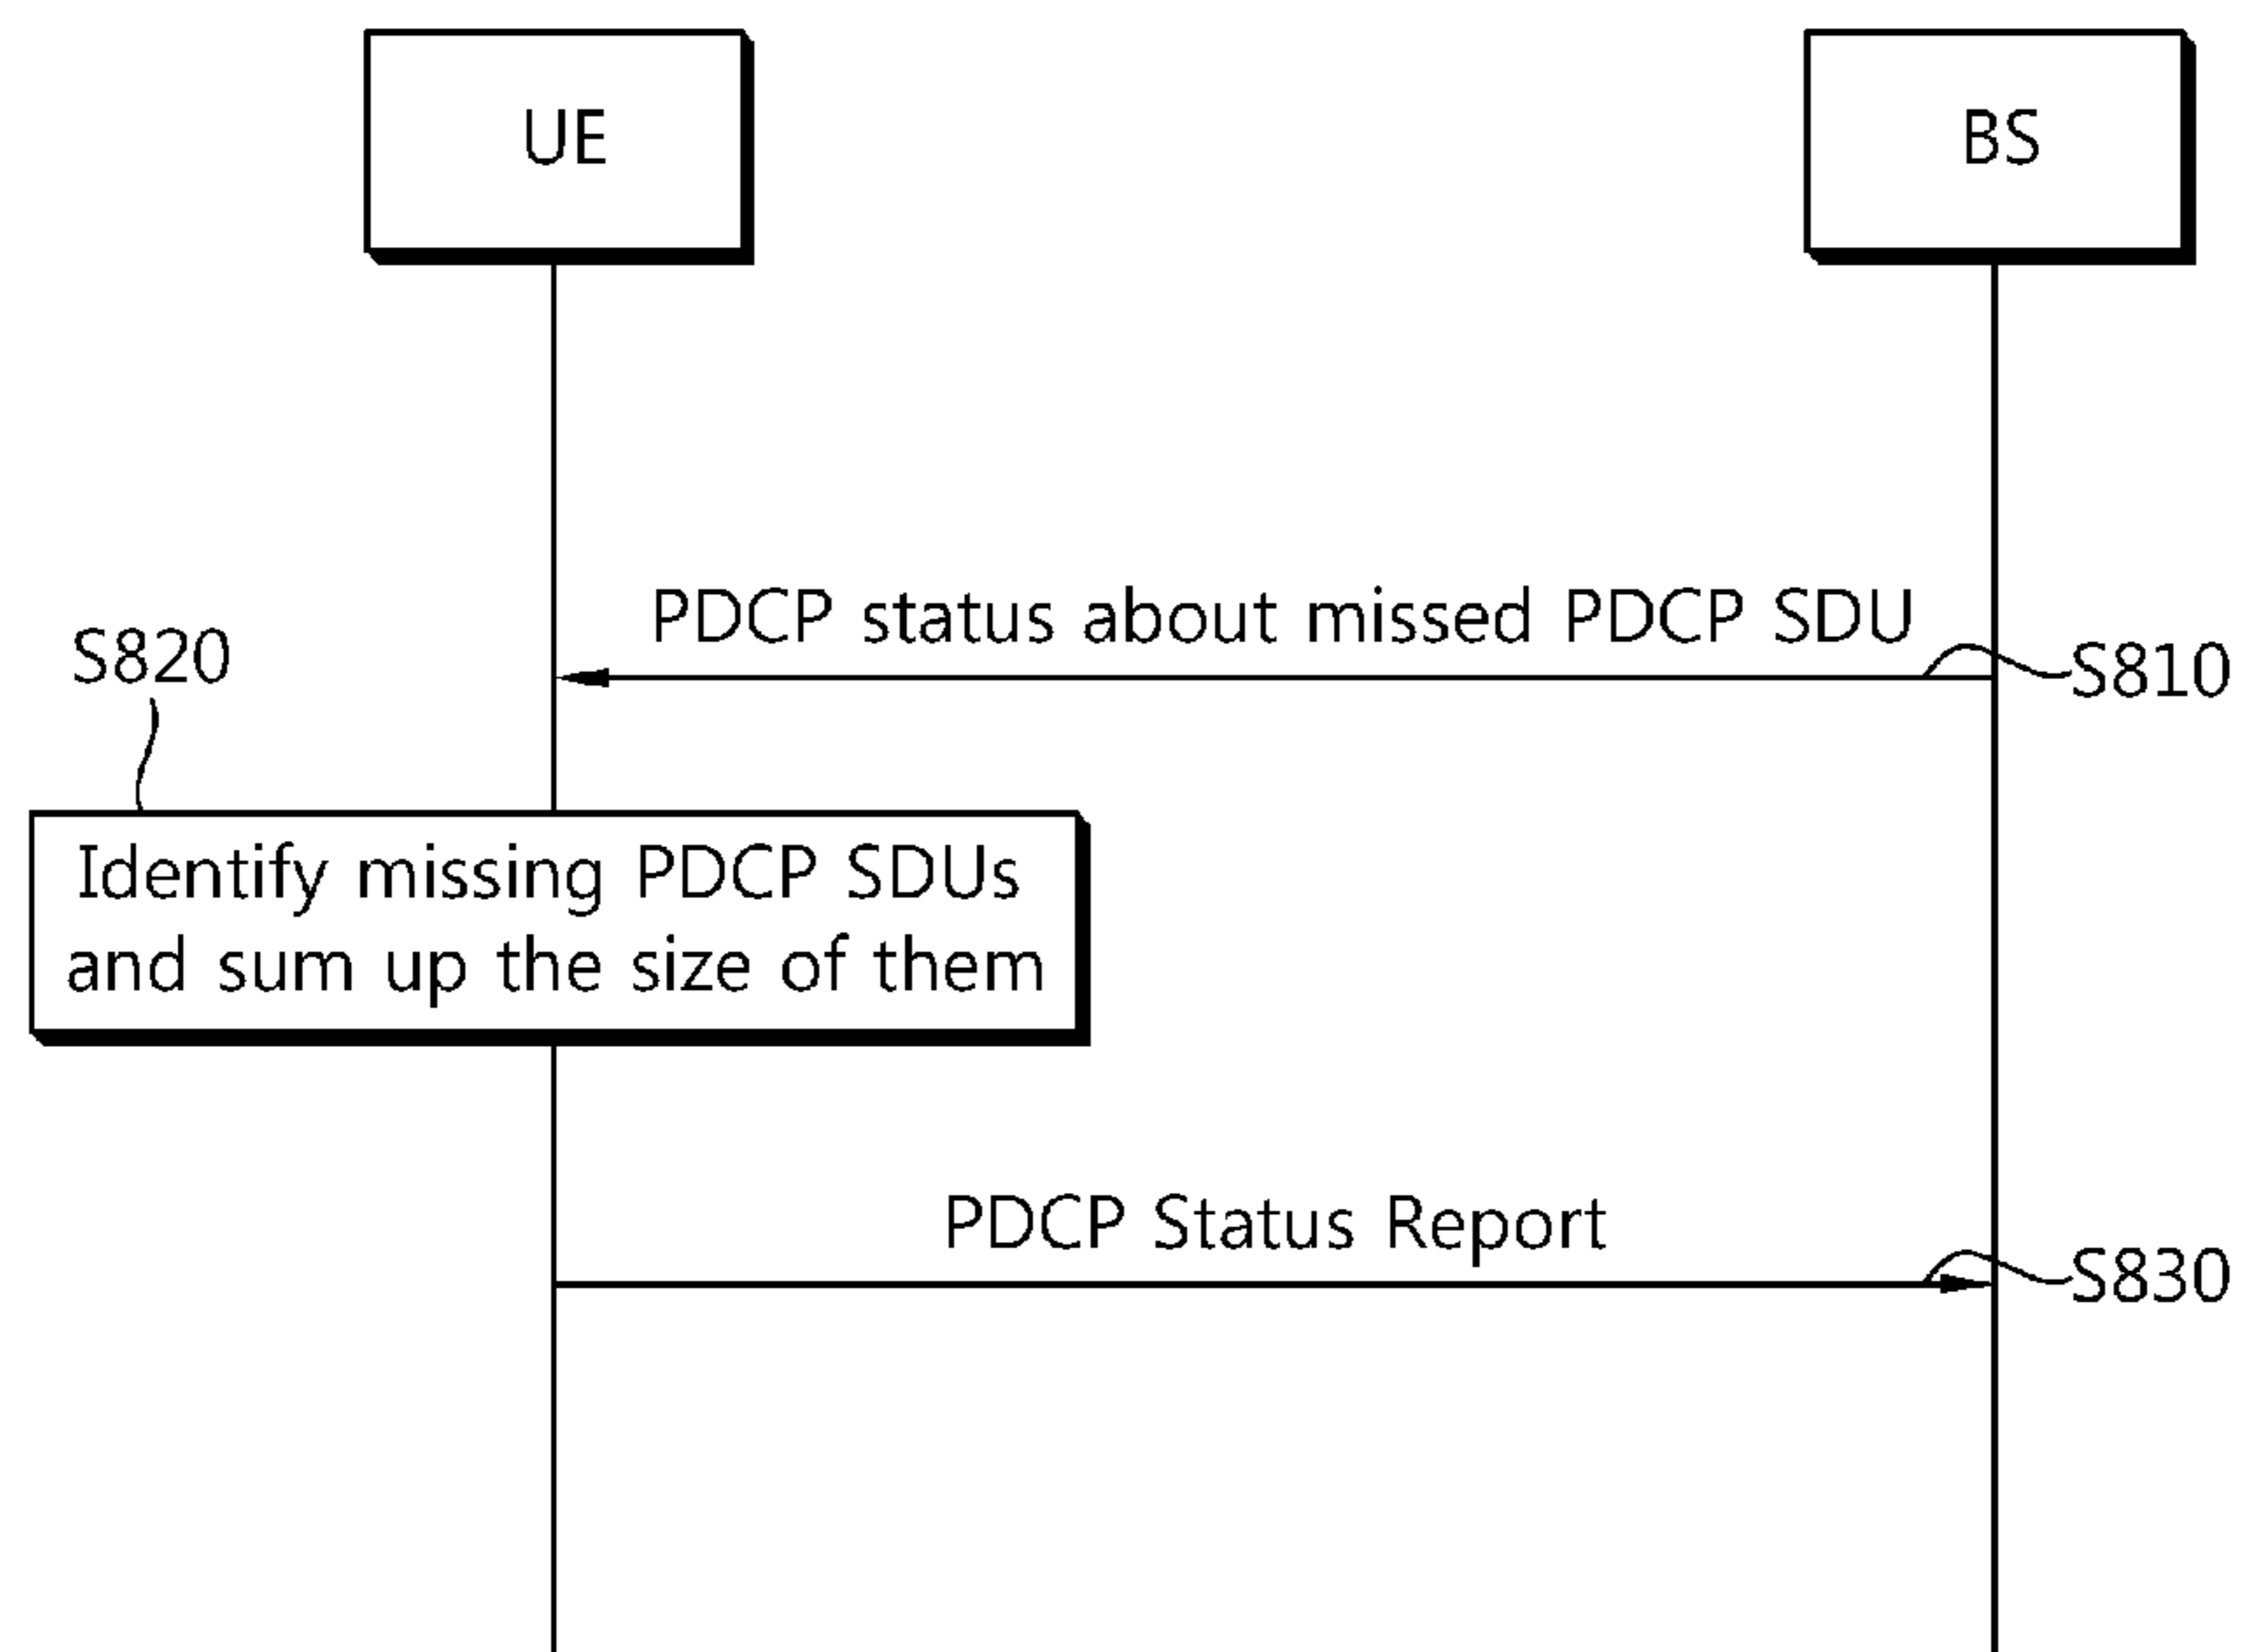 UE
BS
PDCP status about missed PDCP SDU
S810
S820
Identify missing PDCP SDUs
and sum up the size of them
PDCP Status Report
S830